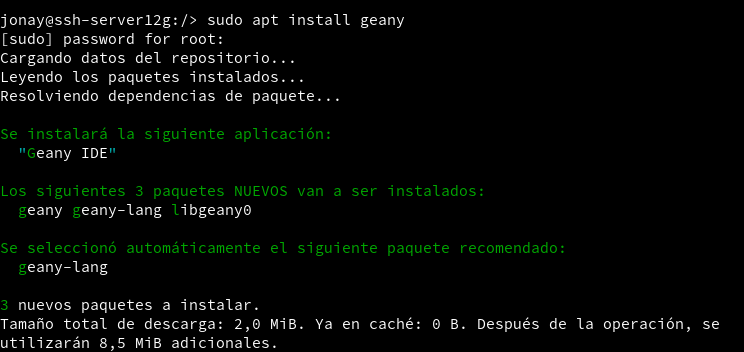 jonay@ssh-server12g:/> sudo apt install geany
[sudo] password for root:
Cargando datos del repositorio...
Leyendo los paquetes instalados...
Resolviendo dependencias de paquete...
Se instalará la siguiente aplicación:
"Geany IDE"
Los siguientes 3 paquetes NUEVOS van a ser instalados:
geany geany-lang libgeany0
Se seleccionó automáticamente el siguiente paquete recomendado:
geany-lang
3 nuevos paquetes a instalar.
Tamaño total de descarga: 2,0 MiB. Ya en caché: 0 B. Después de la operación, se
utilizarán 8,5 MiB adicionales.